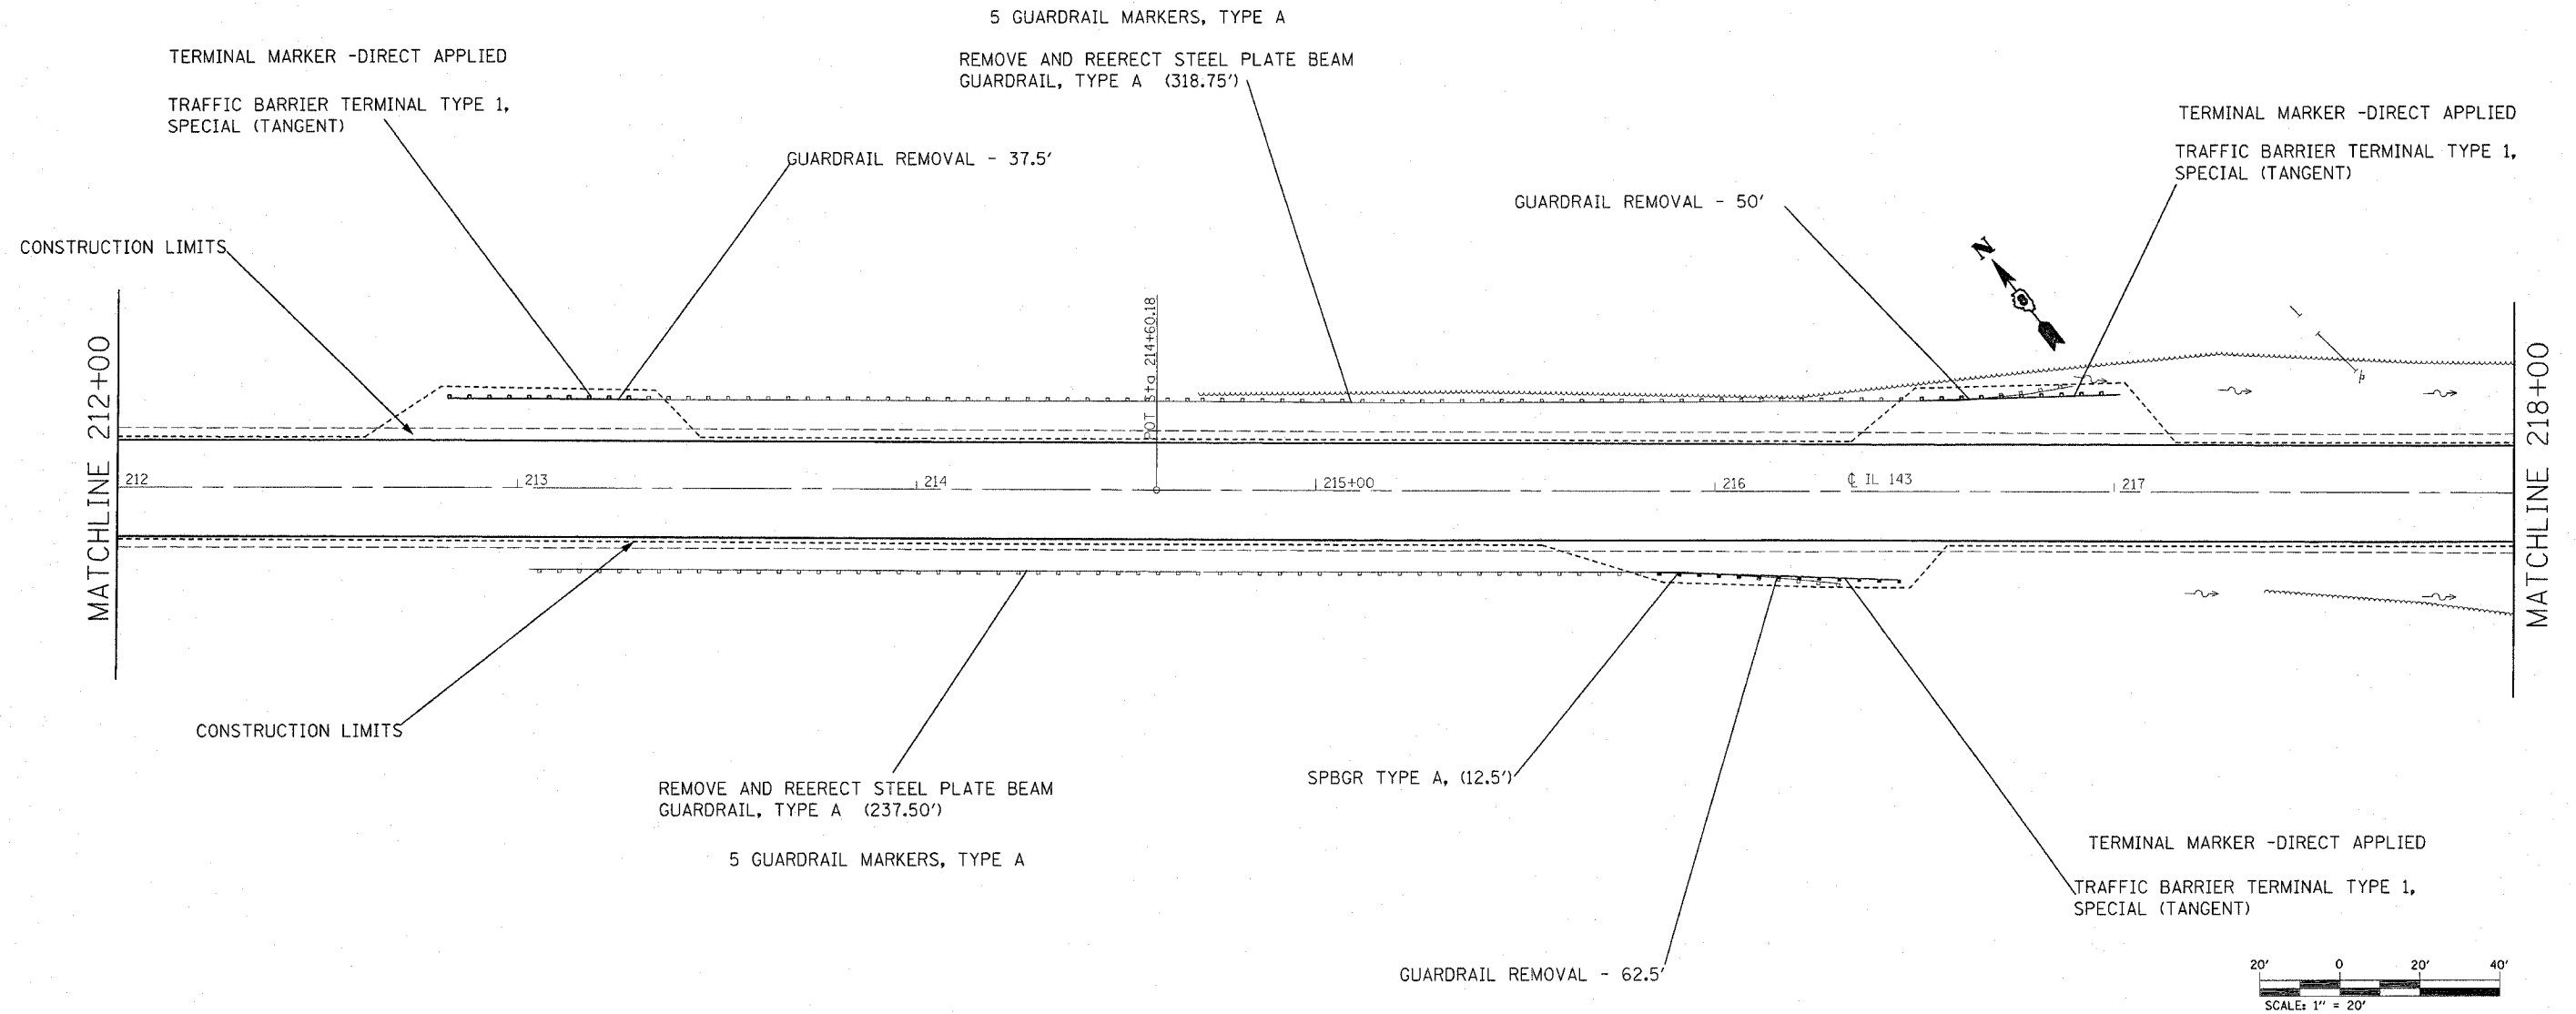 5 GUARDRAIL MARKERS, TYPE A
TERMINAL MARKER -DIRECT APPLIED
REMOVE AND REERECT STEEL PLATE BEAM
GUARDRAIL, TYPE A (318.75')
TRAFFIC BARRIER TERMINAL TYPE 1,
SPECIAL (TANGENT)
TERMINAL MARKER -DIRECT APPLIED
GUARDRAIL REMOVAL - 37.5'
TRAFFIC BARRIER TERMINAL TYPE 1,
SPECIAL (TANGENT)
GUARDRAIL REMOVAL - 50'
CONSTRUCTION LIMITS
N
MATCHLINE 212+00
POT Sta 214+60.18
MATCHLINE 218+00
212
213
214
215+00
216
℄ IL 143
217
CONSTRUCTION LIMITS
REMOVE AND REERECT STEEL PLATE BEAM
GUARDRAIL, TYPE A (237.50')
5 GUARDRAIL MARKERS, TYPE A
SPBGR TYPE A, (12.5')
TERMINAL MARKER -DIRECT APPLIED
TRAFFIC BARRIER TERMINAL TYPE 1,
SPECIAL (TANGENT)
GUARDRAIL REMOVAL - 62.5'
20' 0 20' 40'
SCALE: 1" = 20'